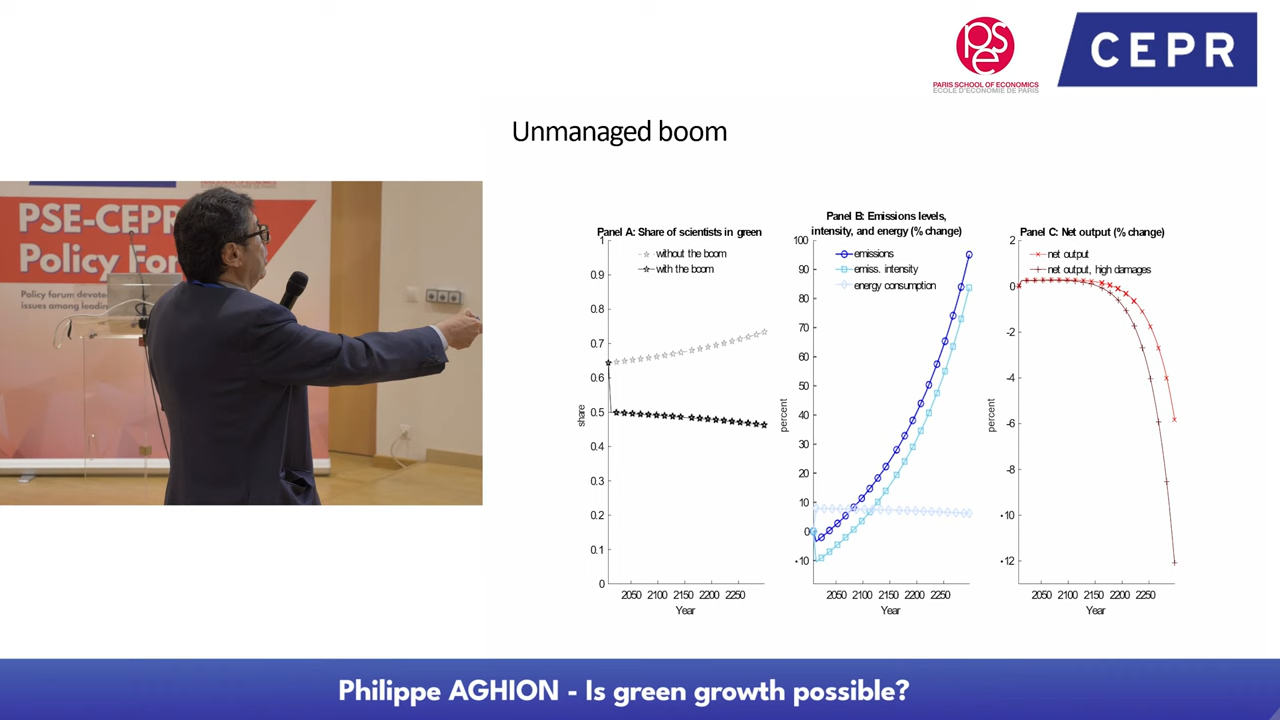 pse
PARIS SCHOOL OF ECONOMICS
ÉCOLE D'ÉCONOMIE DE PARIS
CEPR
Unmanaged boom
PSE-CEPR
Policy For
Policy forum devote
issues among leadin
Panel A: Share of scientists in green
without the boom
with the boom
1
0.9
0.8
0.7
0.6
0.5
0.4
0.3
0.2
0.1
0
share
2050 2100 2150 2200 2250
Year
Panel B: Emissions levels,
intensity, and energy (% change)
emissions
emiss. intensity
energy consumption
100
90
80
70
60
50
40
30
20
10
0
-10
percent
2050 2100 2150 2200 2250
Year
Panel C: Net output (% change)
net output
net output, high damages
2
0
-2
-4
-6
-8
-10
-12
percent
2050 2100 2150 2200 2250
Year
Philippe AGHION - Is green growth possible?